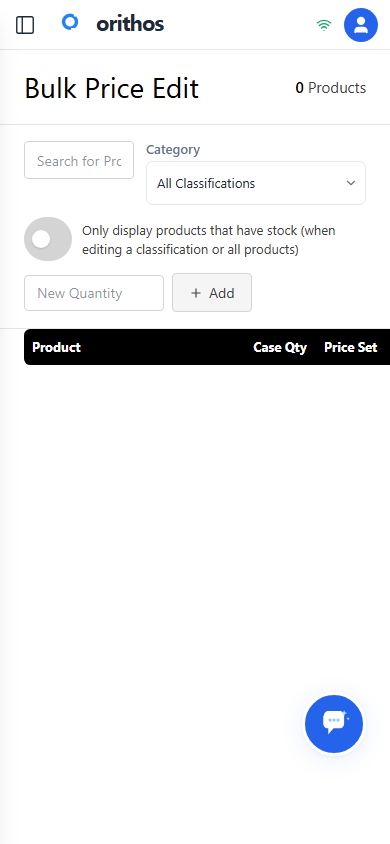 orithos
Bulk Price Edit
0 Products
Search for Pro
Category
All Classifications
Only display products that have stock (when
editing a classification or all products)
New Quantity
+ Add
Product Case Qty Price Set